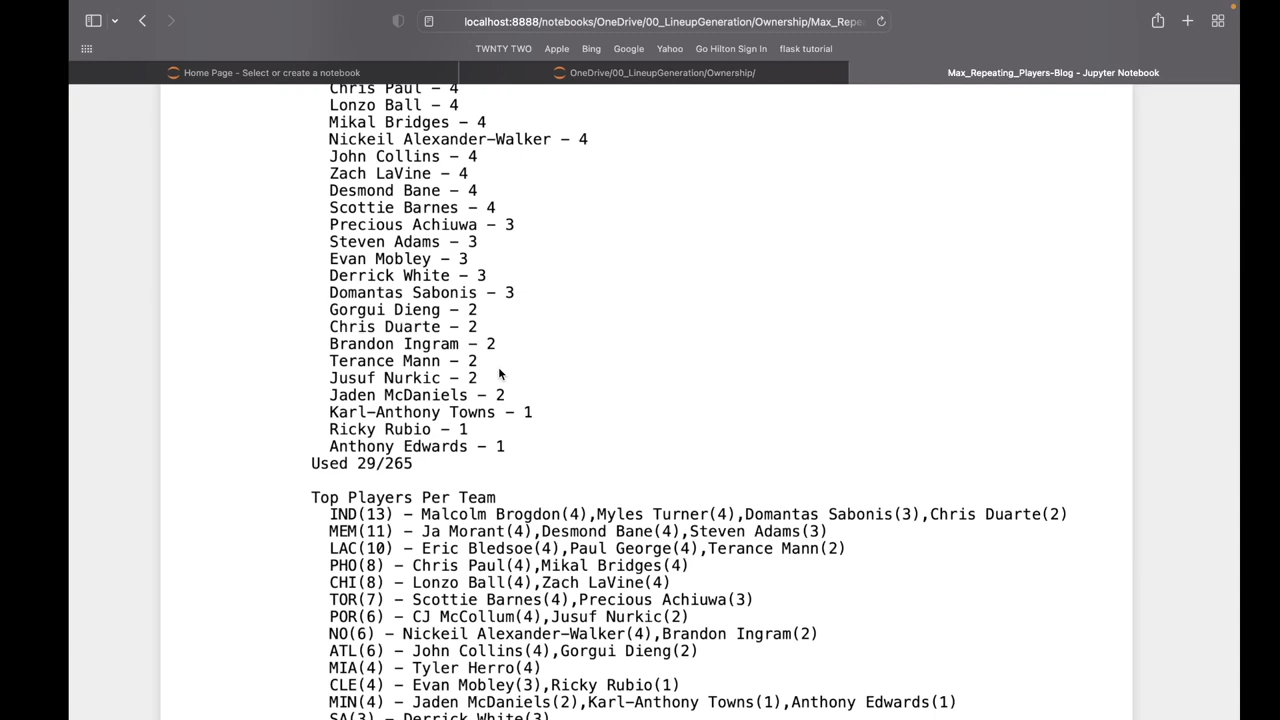 localhost:8888/notebooks/OneDrive/00_LineupGeneration/Ownership/Max_Repe
TWNTY TWO Apple Bing Google Yahoo Go Hilton Sign In flask tutorial
Home Page - Select or create a notebook OneDrive/00_LineupGeneration/Ownership/ Max_Repeating_Players-Blog - Jupyter Notebook
Chris Paul - 4
Lonzo Ball - 4
Mikal Bridges - 4
Nickeil Alexander-Walker - 4
John Collins - 4
Zach LaVine - 4
Desmond Bane - 4
Scottie Barnes - 4
Precious Achiuwa - 3
Steven Adams - 3
Evan Mobley - 3
Derrick White - 3
Domantas Sabonis - 3
Gorgui Dieng - 2
Chris Duarte - 2
Brandon Ingram - 2
Terance Mann - 2
Jusuf Nurkic - 2
Jaden McDaniels - 2
Karl-Anthony Towns - 1
Ricky Rubio - 1
Anthony Edwards - 1
Used 29/265
Top Players Per Team
IND(13) - Malcolm Brogdon(4),Myles Turner(4),Domantas Sabonis(3),Chris Duarte(2)
MEM(11) - Ja Morant(4),Desmond Bane(4),Steven Adams(3)
LAC(10) - Eric Bledsoe(4),Paul George(4),Terance Mann(2)
PHO(8) - Chris Paul(4),Mikal Bridges(4)
CHI(8) - Lonzo Ball(4),Zach LaVine(4)
TOR(7) - Scottie Barnes(4),Precious Achiuwa(3)
POR(6) - CJ McCollum(4),Jusuf Nurkic(2)
NO(6) - Nickeil Alexander-Walker(4),Brandon Ingram(2)
ATL(6) - John Collins(4),Gorgui Dieng(2)
MIA(4) - Tyler Herro(4)
CLE(4) - Evan Mobley(3),Ricky Rubio(1)
MIN(4) - Jaden McDaniels(2),Karl-Anthony Towns(1),Anthony Edwards(1)
SA(3) - Derrick White(3)